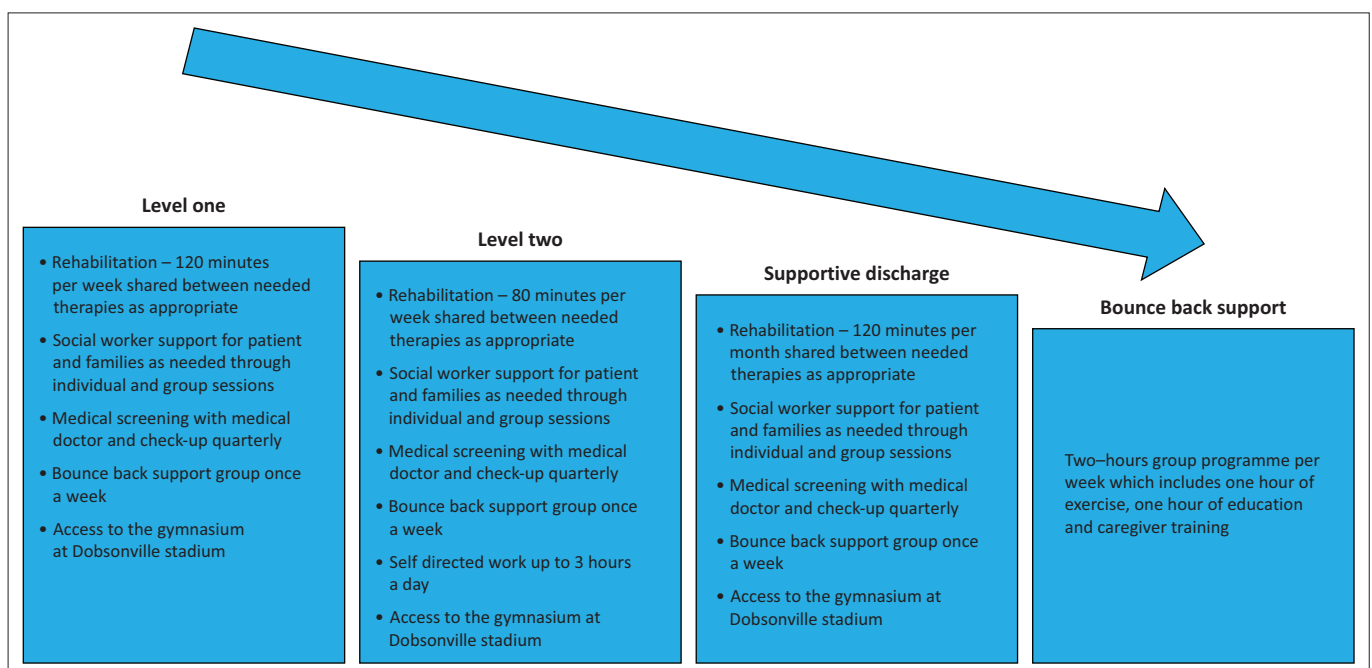 Level one
• Rehabilitation – 120 minutes
per week shared between needed
therapies as appropriate
• Social worker support for patient
and families as needed through
individual and group sessions
• Medical screening with medical
doctor and check-up quarterly
• Bounce back support group once
a week
• Access to the gymnasium
at Dobsonville stadium
Level two
• Rehabilitation – 80 minutes per
week shared between needed
therapies as appropriate
• Social worker support for patient
and families as needed through
individual and group sessions
• Medical screening with medical
doctor and check-up quarterly
• Bounce back support group once
a week
• Self directed work up to 3 hours
a day
• Access to the gymnasium at
Dobsonville stadium
Supportive discharge
• Rehabilitation – 120 minutes per
month shared between needed
therapies as appropriate
• Social worker support for patient
and families as needed through
individual and group sessions
• Medical screening with medical
doctor and check-up quarterly
• Bounce back support group once
a week
• Access to the gymnasium at
Dobsonville stadium
Bounce back support
Two–hours group programme per
week which includes one hour of
exercise, one hour of education
and caregiver training